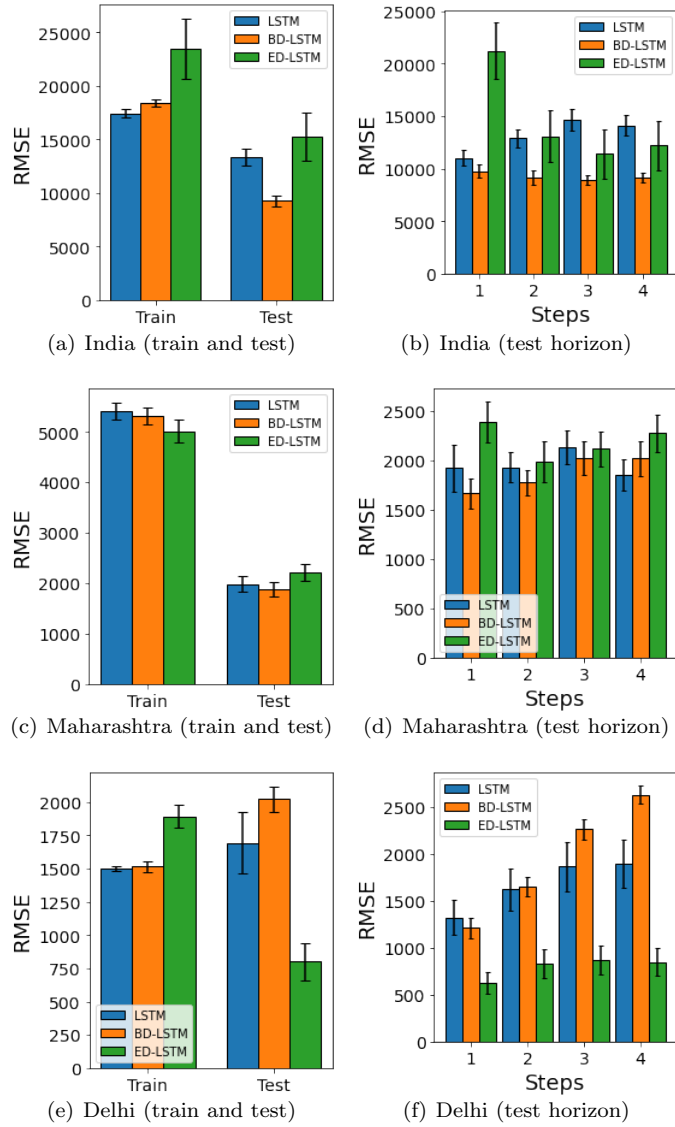 LSTM
BD-LSTM
ED-LSTM
25000
20000
15000
10000
5000
0
RMSE
Train
Test
(a) India (train and test)
LSTM
BD-LSTM
ED-LSTM
25000
20000
15000
10000
5000
0
RMSE
1 2 3 4
Steps
(b) India (test horizon)
LSTM
BD-LSTM
ED-LSTM
5000
4000
3000
2000
1000
0
RMSE
Train
Test
(c) Maharashtra (train and test)
2500
2000
1500
1000
500
0
RMSE
LSTM
BD-LSTM
ED-LSTM
1 2 3 4
Steps
(d) Maharashtra (test horizon)
2000
1750
1500
1250
1000
750
500
250
0
RMSE
LSTM
BD-LSTM
ED-LSTM
Train
Test
(e) Delhi (train and test)
LSTM
BD-LSTM
ED-LSTM
2500
2000
1500
1000
500
0
RMSE
1 2 3 4
Steps
(f) Delhi (test horizon)